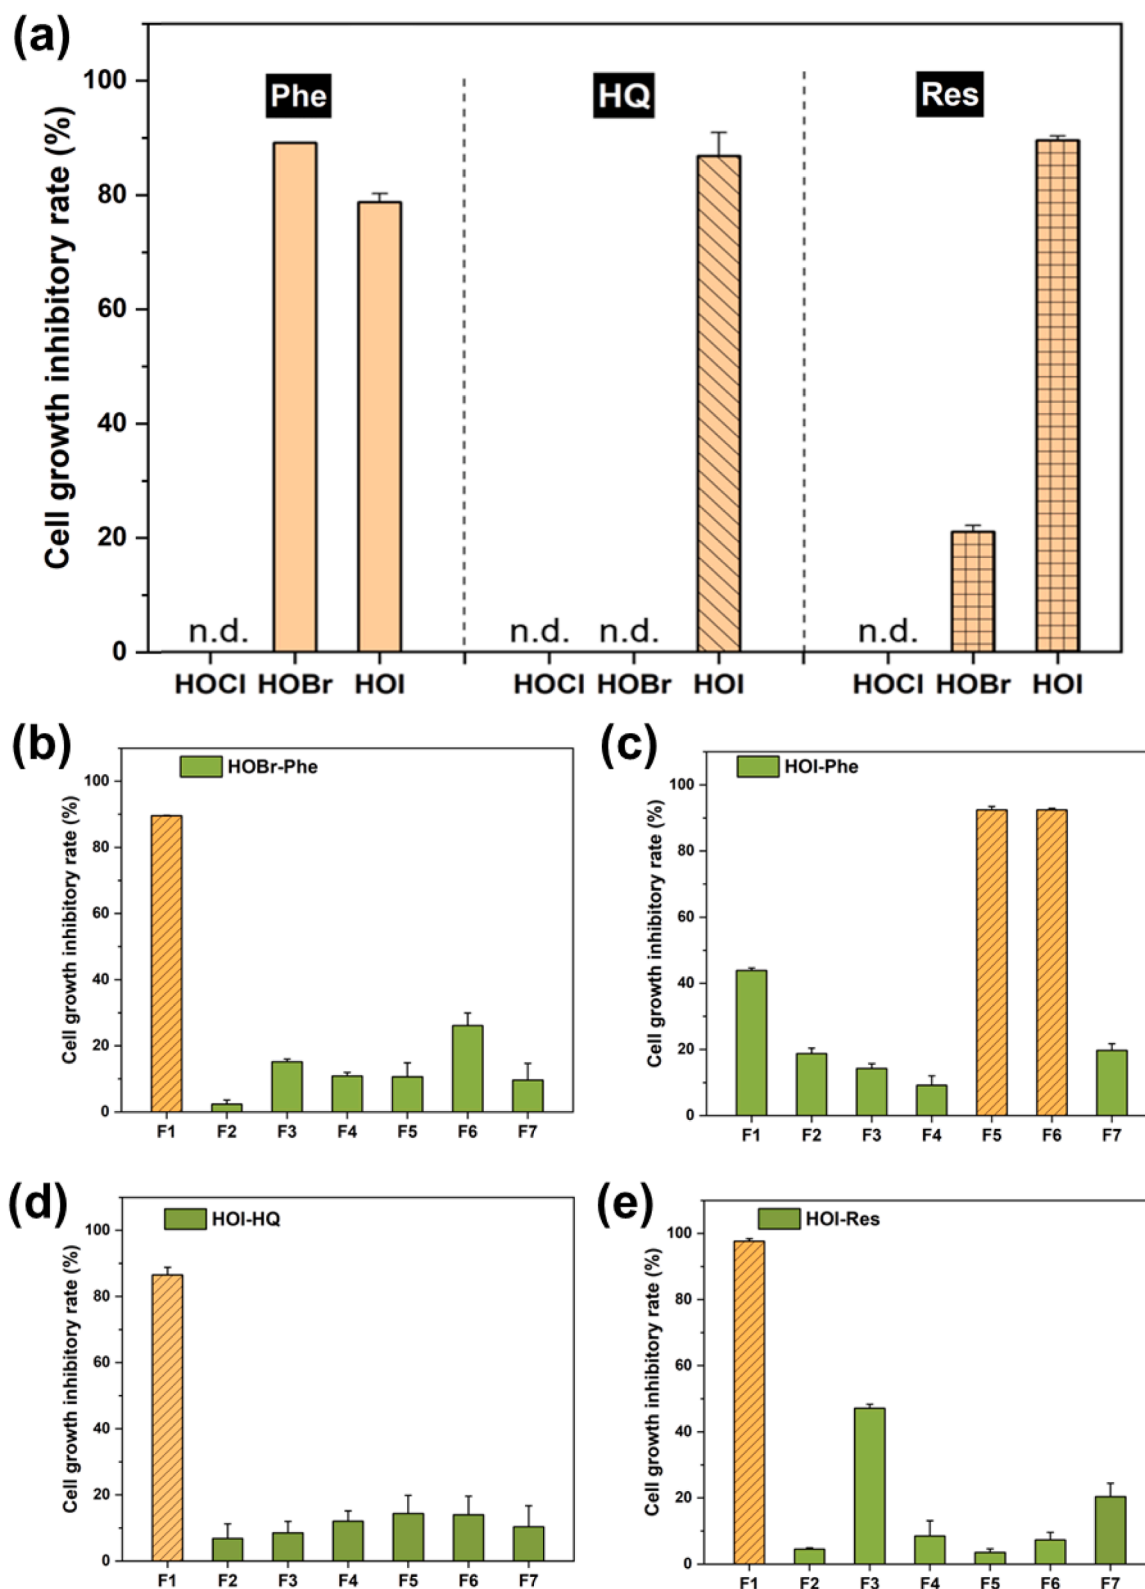 (a)
Cell growth inhibitory rate (%)
100
80
60
40
20
0
Phe
HQ
Res
n.d.
n.d.
n.d.
n.d.
HOCl HOBr HOI
HOCl HOBr HOI
HOCl HOBr HOI
(b)
HOBr-Phe
Cell growth inhibitory rate (%)
100
80
60
40
20
0
F1 F2 F3 F4 F5 F6 F7
(c)
HOI-Phe
Cell growth inhibitory rate (%)
100
80
60
40
20
0
F1 F2 F3 F4 F5 F6 F7
(d)
HOI-HQ
Cell growth inhibitory rate (%)
100
80
60
40
20
0
F1 F2 F3 F4 F5 F6 F7
(e)
HOI-Res
Cell growth inhibitory rate (%)
100
80
60
40
20
0
F1 F2 F3 F4 F5 F6 F7